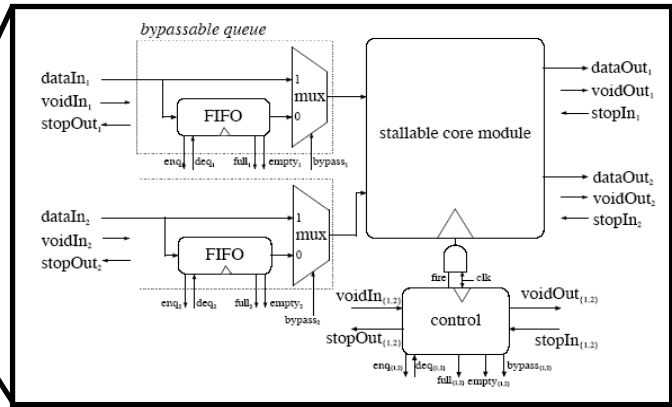 bypassable queue
dataIn1
voidIn1
stopOut1
FIFO
1
mux
0
enq1 deq1 full1 empty1 bypass1
dataIn2
voidIn2
stopOut2
FIFO
1
mux
0
enq2 deq2 full2 empty2
bypass2
stallable core module
dataOut1
voidOut1
stopIn1
dataOut2
voidOut2
stopIn2
fire clk
voidIn{1,2}
stopOut{1,2}
control
voidOut{1,2}
stopIn{1,2}
enq{1,2} deq{1,2} bypass{1,2}
full{1,2} empty{1,2}